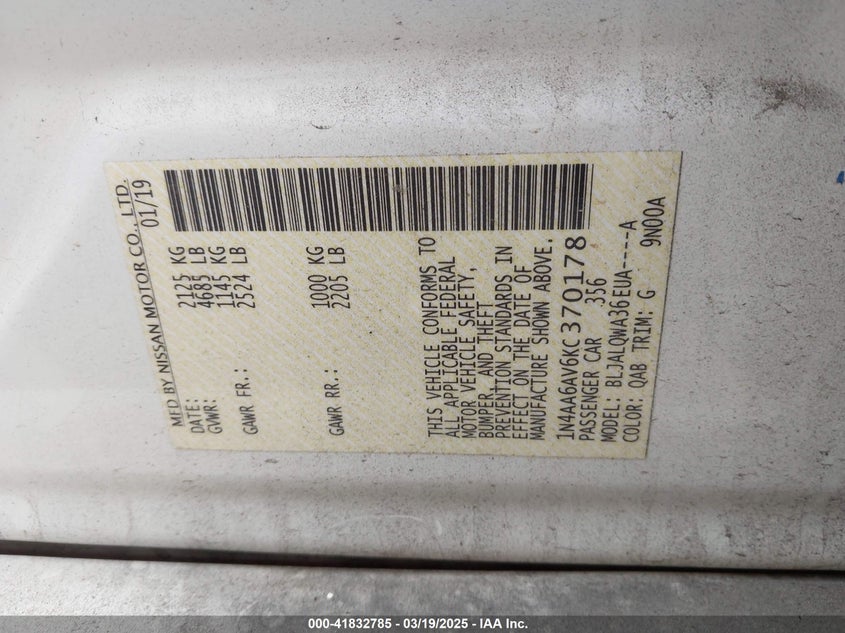 MFD BY NISSAN MOTOR CO., LTD.
DATE: 01/19
GVWR: 2125 KG
4685 LB
GAWR FR.: 1145 KG
2524 LB
GAWR RR.: 1000 KG
2205 LB
THIS VEHICLE CONFORMS TO
ALL APPLICABLE FEDERAL
MOTOR VEHICLE SAFETY,
BUMPER, AND THEFT
PREVENTION STANDARDS IN
EFFECT ON THE DATE OF
MANUFACTURE SHOWN ABOVE.
1N4AA6AV6KC370178
PASSENGER CAR 356
MODEL: BLJALQWA36EUA-----A
COLOR: QAB TRIM: G 9N00A
000-41832785 - 03/19/2025 - IAA Inc.